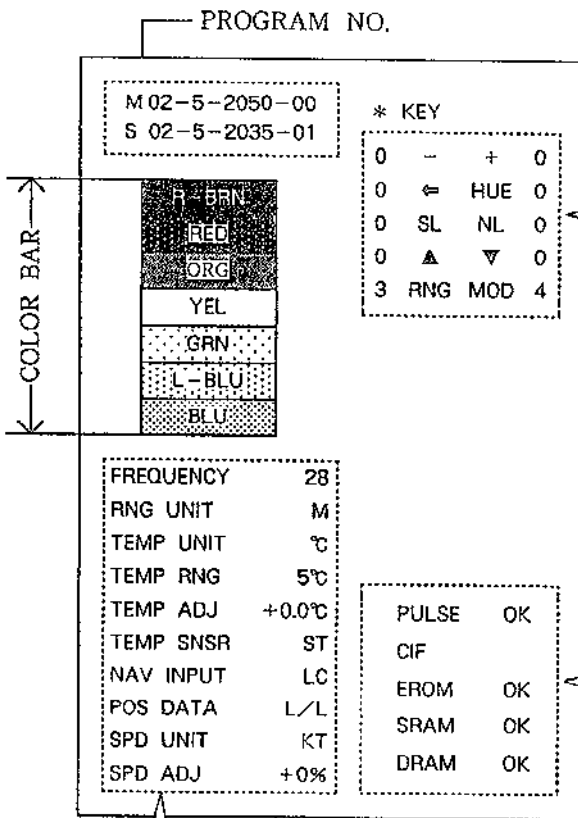 PROGRAM NO.
M 02-5-2050-00
S 02-5-2035-01
* KEY
0 - + 0
0 ⇦ HUE 0
0 SL NL 0
0 ▲ ▼ 0
3 RNG MOD 4
COLOR BAR
R-BRN
RED
ORG
YEL
GRN
L-BLU
BLU
FREQUENCY 28
RNG UNIT M
TEMP UNIT ℃
TEMP RNG 5℃
TEMP ADJ +0.0℃
TEMP SNSR ST
NAV INPUT LC
POS DATA L/L
SPD UNIT KT
SPD ADJ +0%
PULSE OK
CIF
EROM OK
SRAM OK
DRAM OK